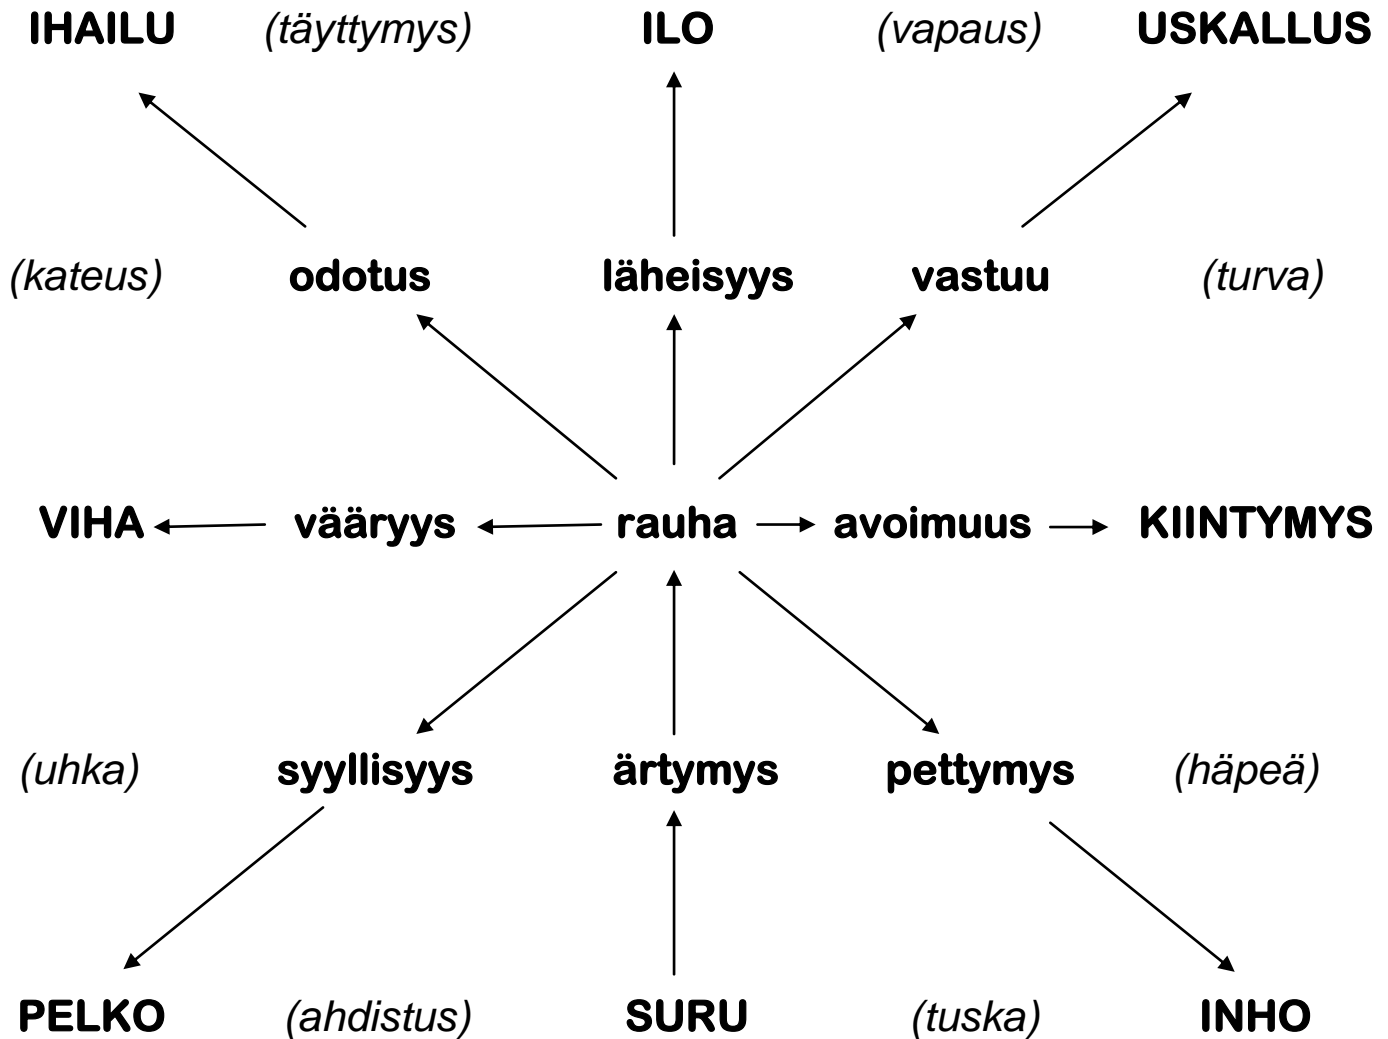 IHAILU (täyttymys) ILO (vapaus) USKALLUS
(kateus) odotus läheisyys vastuu (turva)
VIHA vääryys rauha avoimuus KIINTYMYS
(uhka) syyllisyys ärtymys pettymys (häpeä)
PELKO (ahdistus) SURU (tuska) INHO